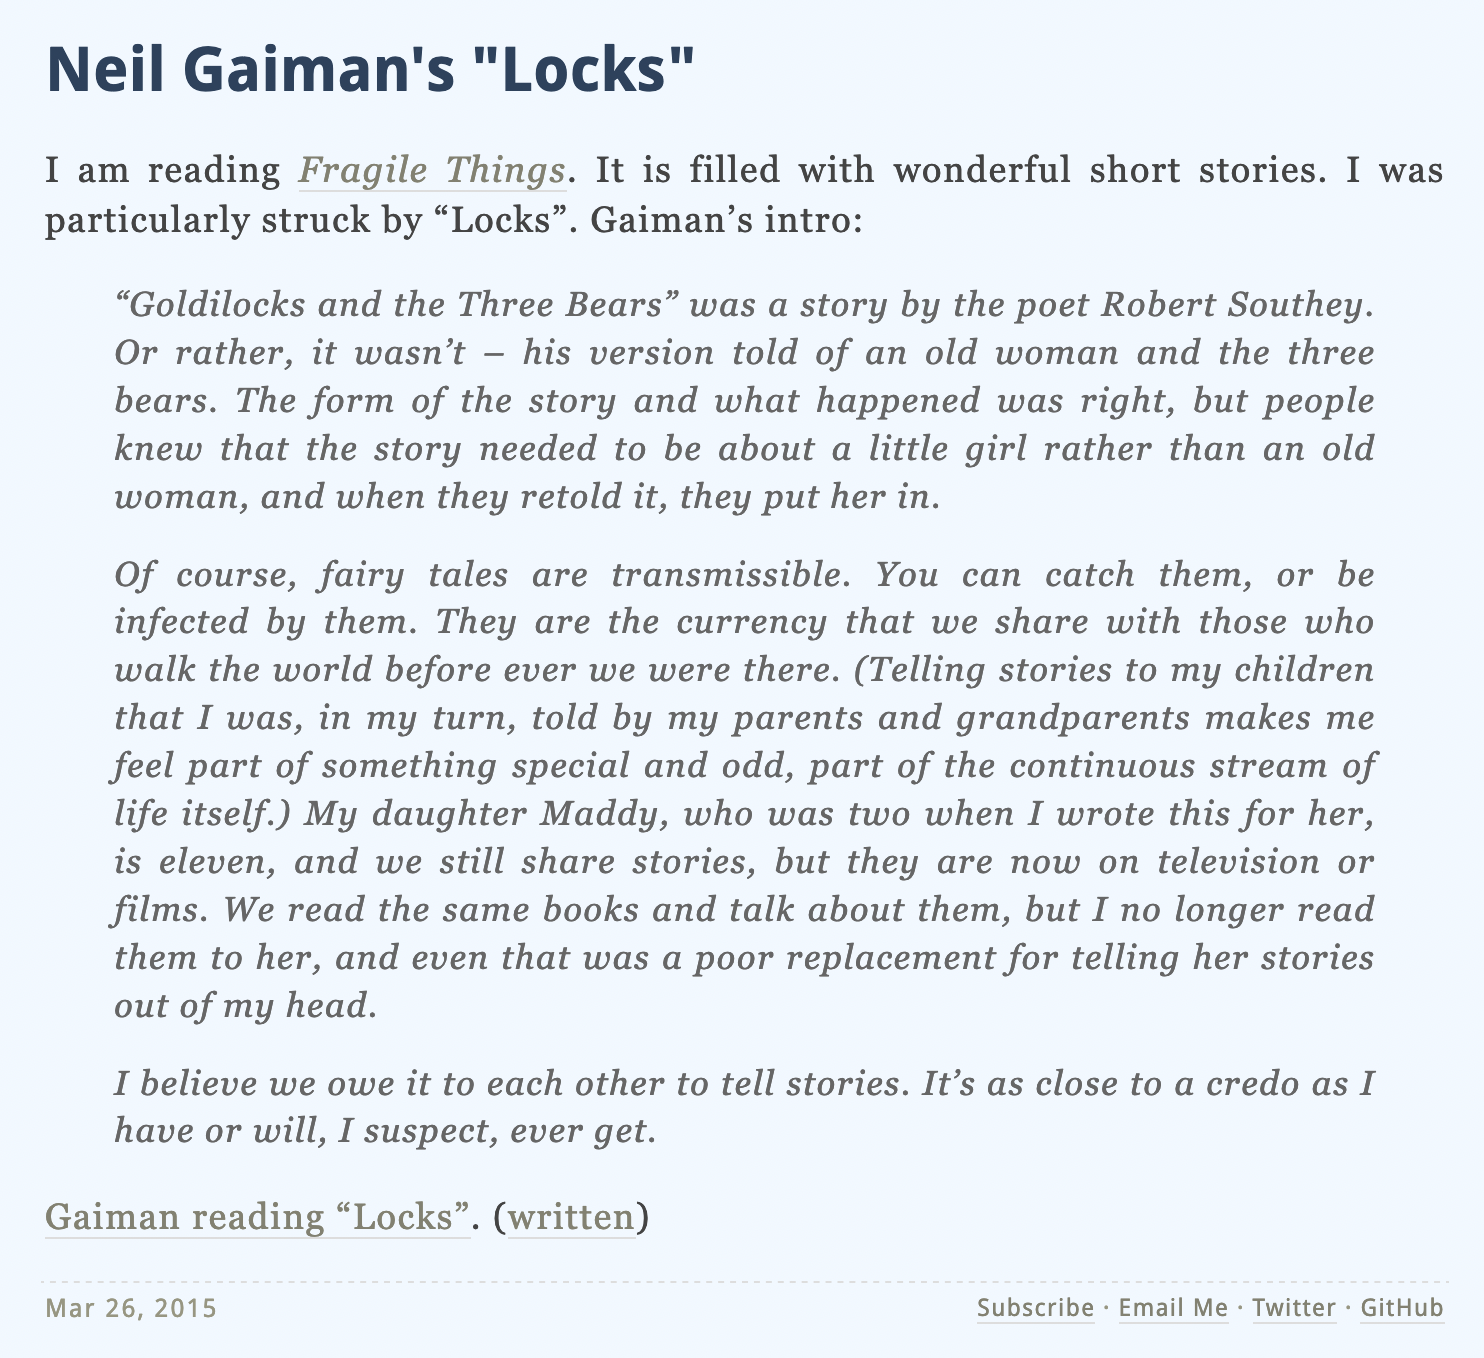 Neil Gaiman's "Locks"
I am reading Fragile Things. It is filled with wonderful short stories. I was
particularly struck by “Locks”. Gaiman’s intro:
“Goldilocks and the Three Bears” was a story by the poet Robert Southey.
Or rather, it wasn’t – his version told of an old woman and the three
bears. The form of the story and what happened was right, but people
knew that the story needed to be about a little girl rather than an old
woman, and when they retold it, they put her in.
Of course, fairy tales are transmissible. You can catch them, or be
infected by them. They are the currency that we share with those who
walk the world before ever we were there. (Telling stories to my children
that I was, in my turn, told by my parents and grandparents makes me
feel part of something special and odd, part of the continuous stream of
life itself.) My daughter Maddy, who was two when I wrote this for her,
is eleven, and we still share stories, but they are now on television or
films. We read the same books and talk about them, but I no longer read
them to her, and even that was a poor replacement for telling her stories
out of my head.
I believe we owe it to each other to tell stories. It’s as close to a credo as I
have or will, I suspect, ever get.
Gaiman reading “Locks”. (written)
Mar 26, 2015 Subscribe · Email Me · Twitter · GitHub